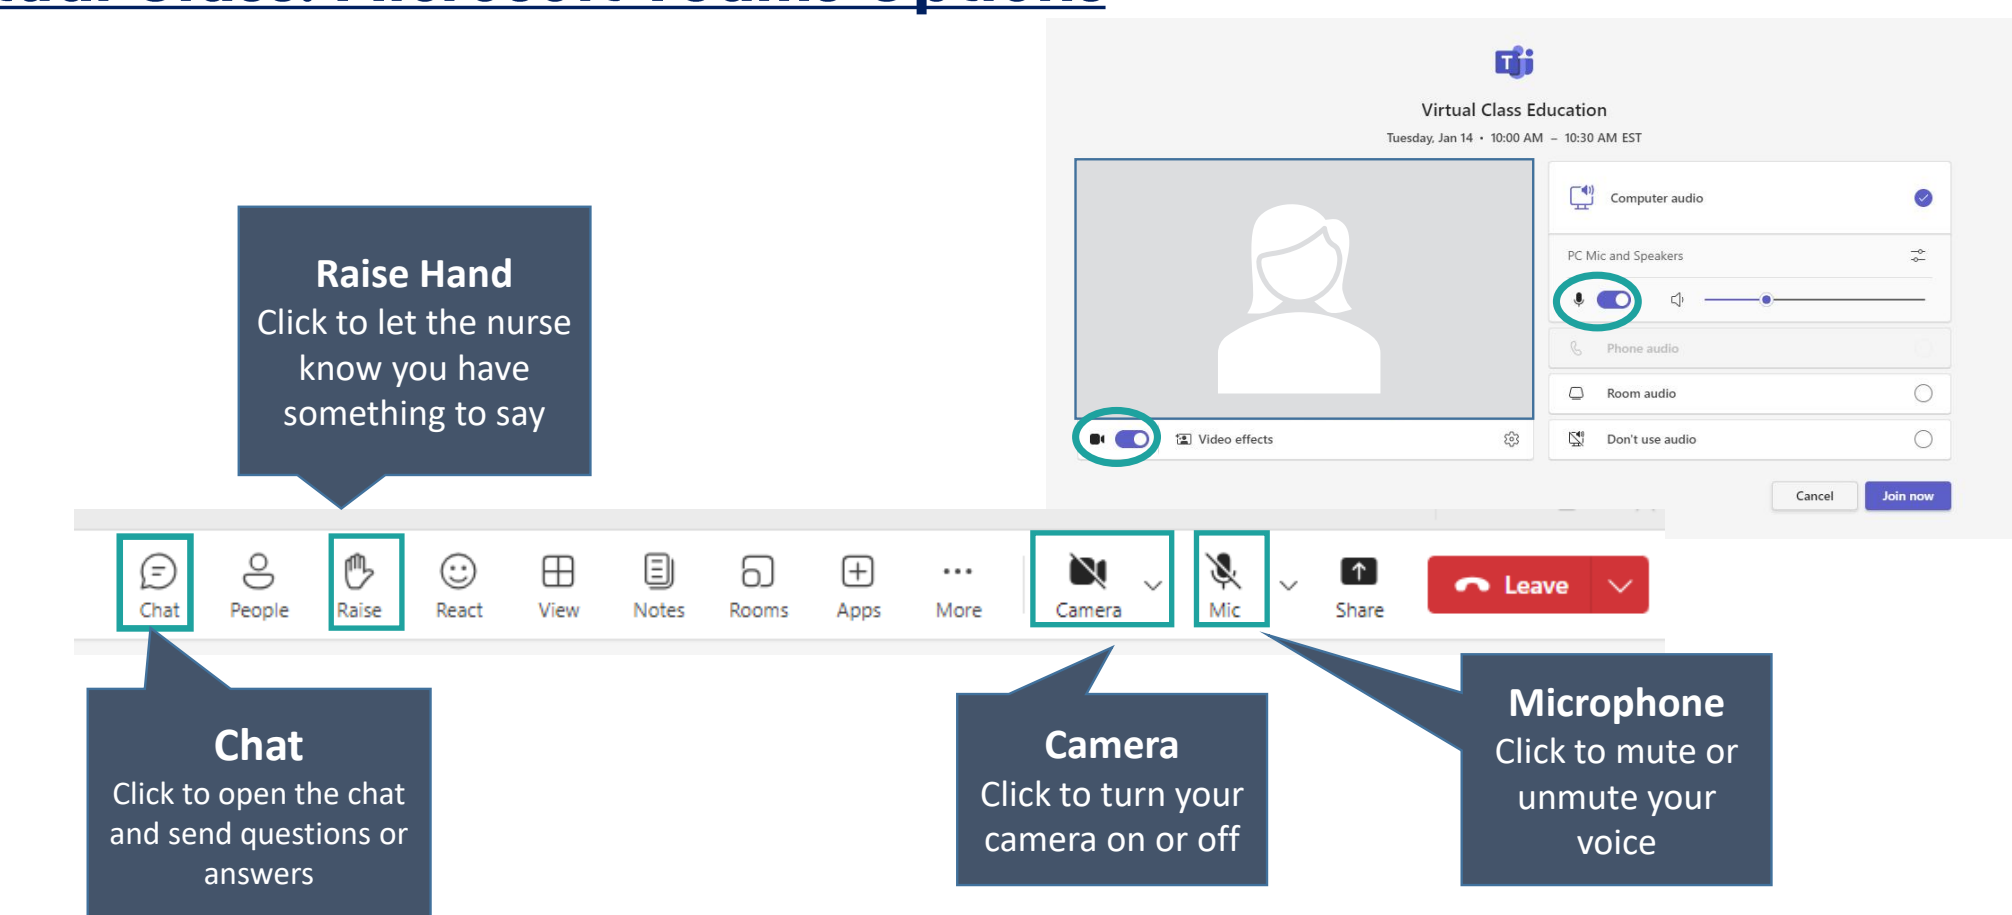 Class: Microsoft Teams Options
Virtual Class Education
Tuesday, Jan 14 • 10:00 AM – 10:30 AM EST
Computer audio
PC Mic and Speakers
Phone audio
Room audio
Video effects
Don't use audio
Cancel
Join now
Raise Hand
Click to let the nurse
know you have
something to say
Chat
People
Raise
React
View
Notes
Rooms
Apps
More
Camera
Mic
Share
Leave
Chat
Click to open the chat
and send questions or
answers
Camera
Click to turn your
camera on or off
Microphone
Click to mute or
unmute your
voice